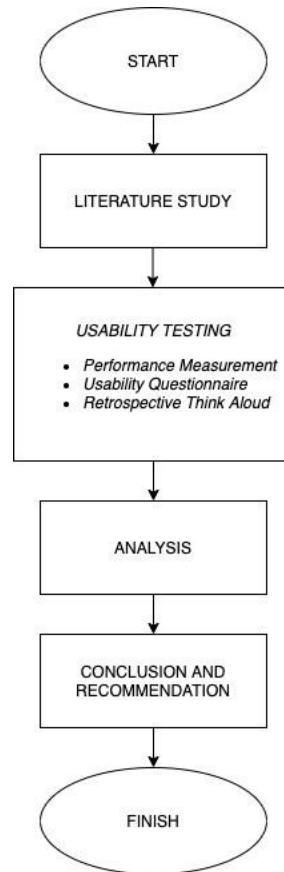 START
LITERATURE STUDY
USABILITY TESTING
• Performance Measurement
• Usability Questionnaire
• Retrospective Think Aloud
ANALYSIS
CONCLUSION AND
RECOMMENDATION
FINISH